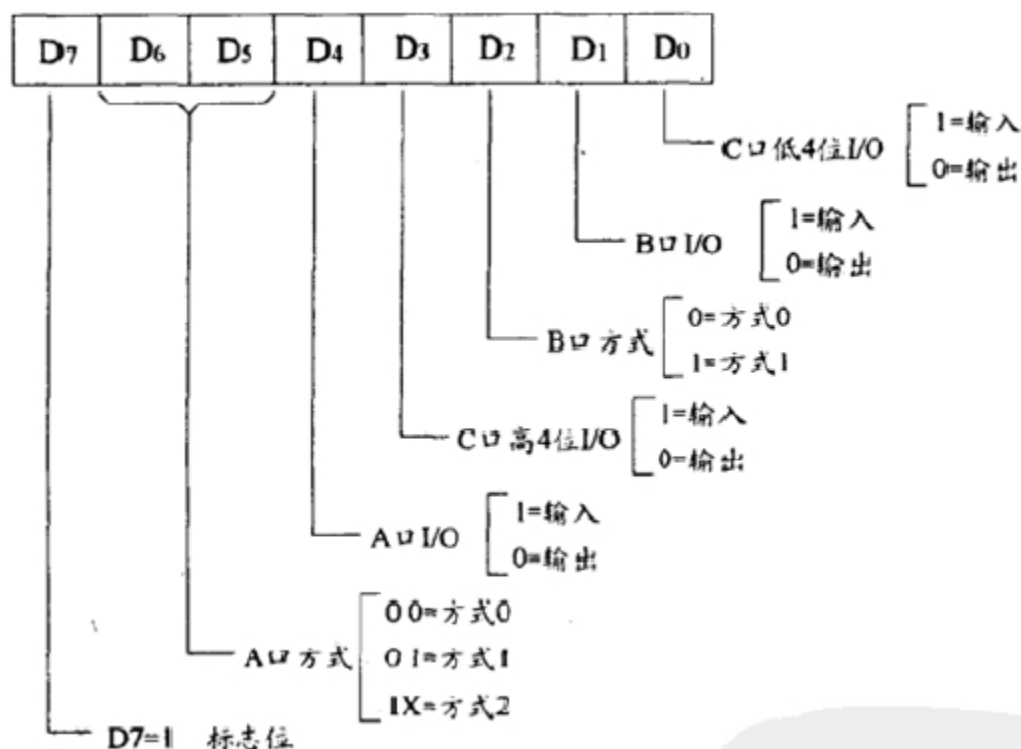 D7 D6 D5 D4 D3 D2 D1 D0
C口低4位I/O
1=输入
0=输出
B口I/O
1=输入
0=输出
B口方式
0=方式0
1=方式1
C口高4位I/O
1=输入
0=输出
A口I/O
1=输入
0=输出
A口方式
00=方式0
01=方式1
1X=方式2
D7=1 标志位